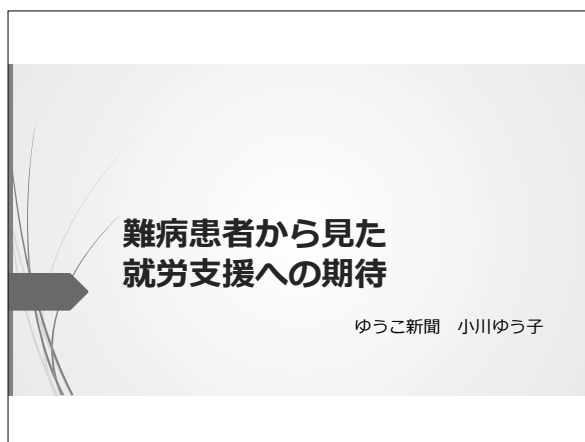 難病患者から見た
就労支援への期待
ゆうこ新聞　小川ゆう子